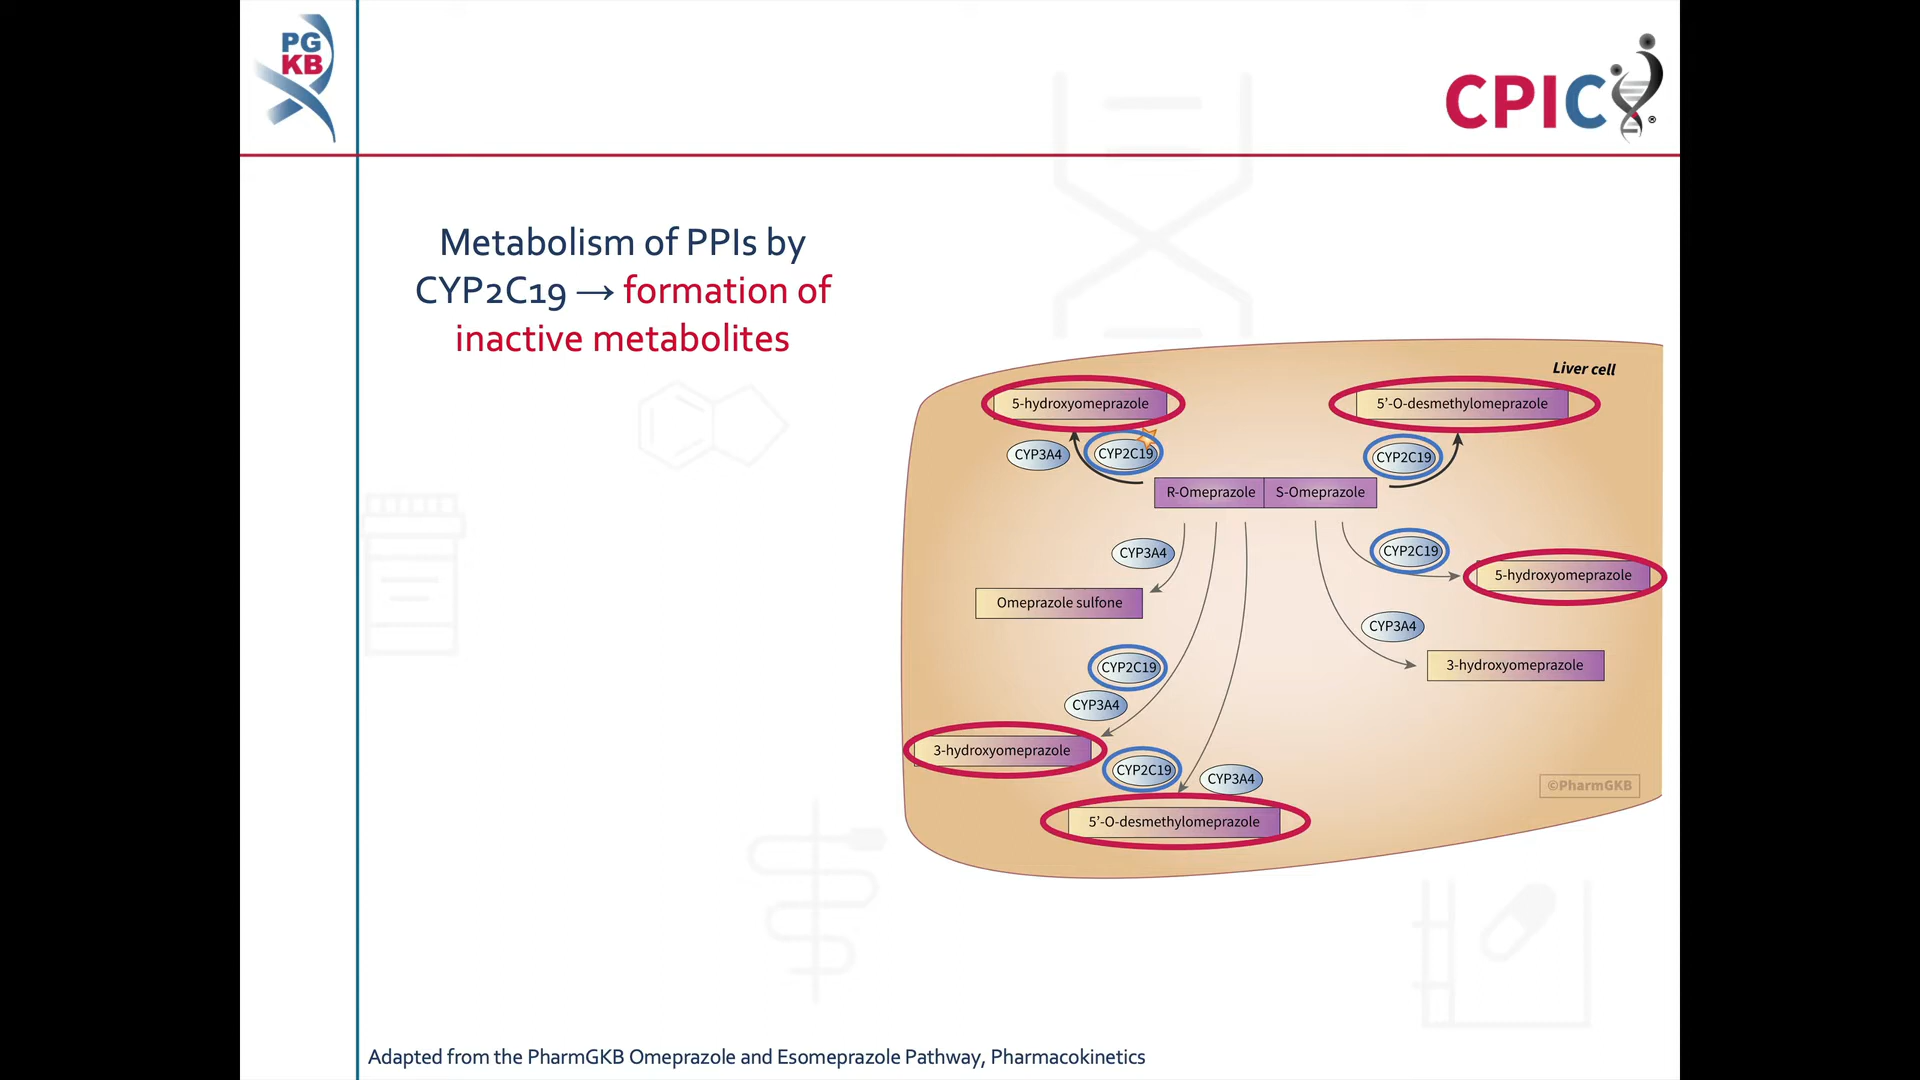 PG
KB
CPIC®
Metabolism of PPIs by
CYP2C19 → formation of
inactive metabolites
Liver cell
5-hydroxyomeprazole
5’-O-desmethylomeprazole
CYP3A4
CYP2C19
CYP2C19
R-Omeprazole
S-Omeprazole
CYP3A4
CYP2C19
5-hydroxyomeprazole
Omeprazole sulfone
CYP3A4
CYP2C19
3-hydroxyomeprazole
CYP3A4
3-hydroxyomeprazole
CYP2C19
CYP3A4
©PharmGKB
5’-O-desmethylomeprazole
Adapted from the PharmGKB Omeprazole and Esomeprazole Pathway, Pharmacokinetics